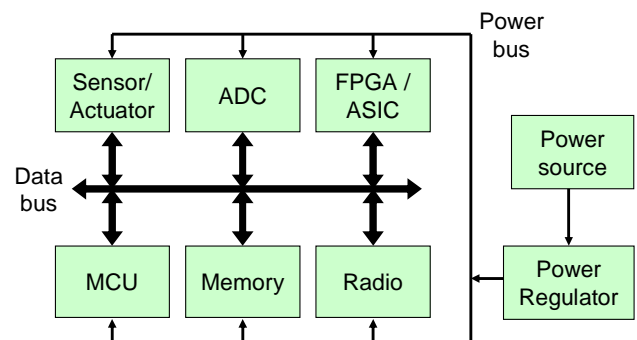 Power
bus
Sensor/
Actuator
ADC
FPGA /
ASIC
Power
source
Data
bus
MCU
Memory
Radio
Power
Regulator